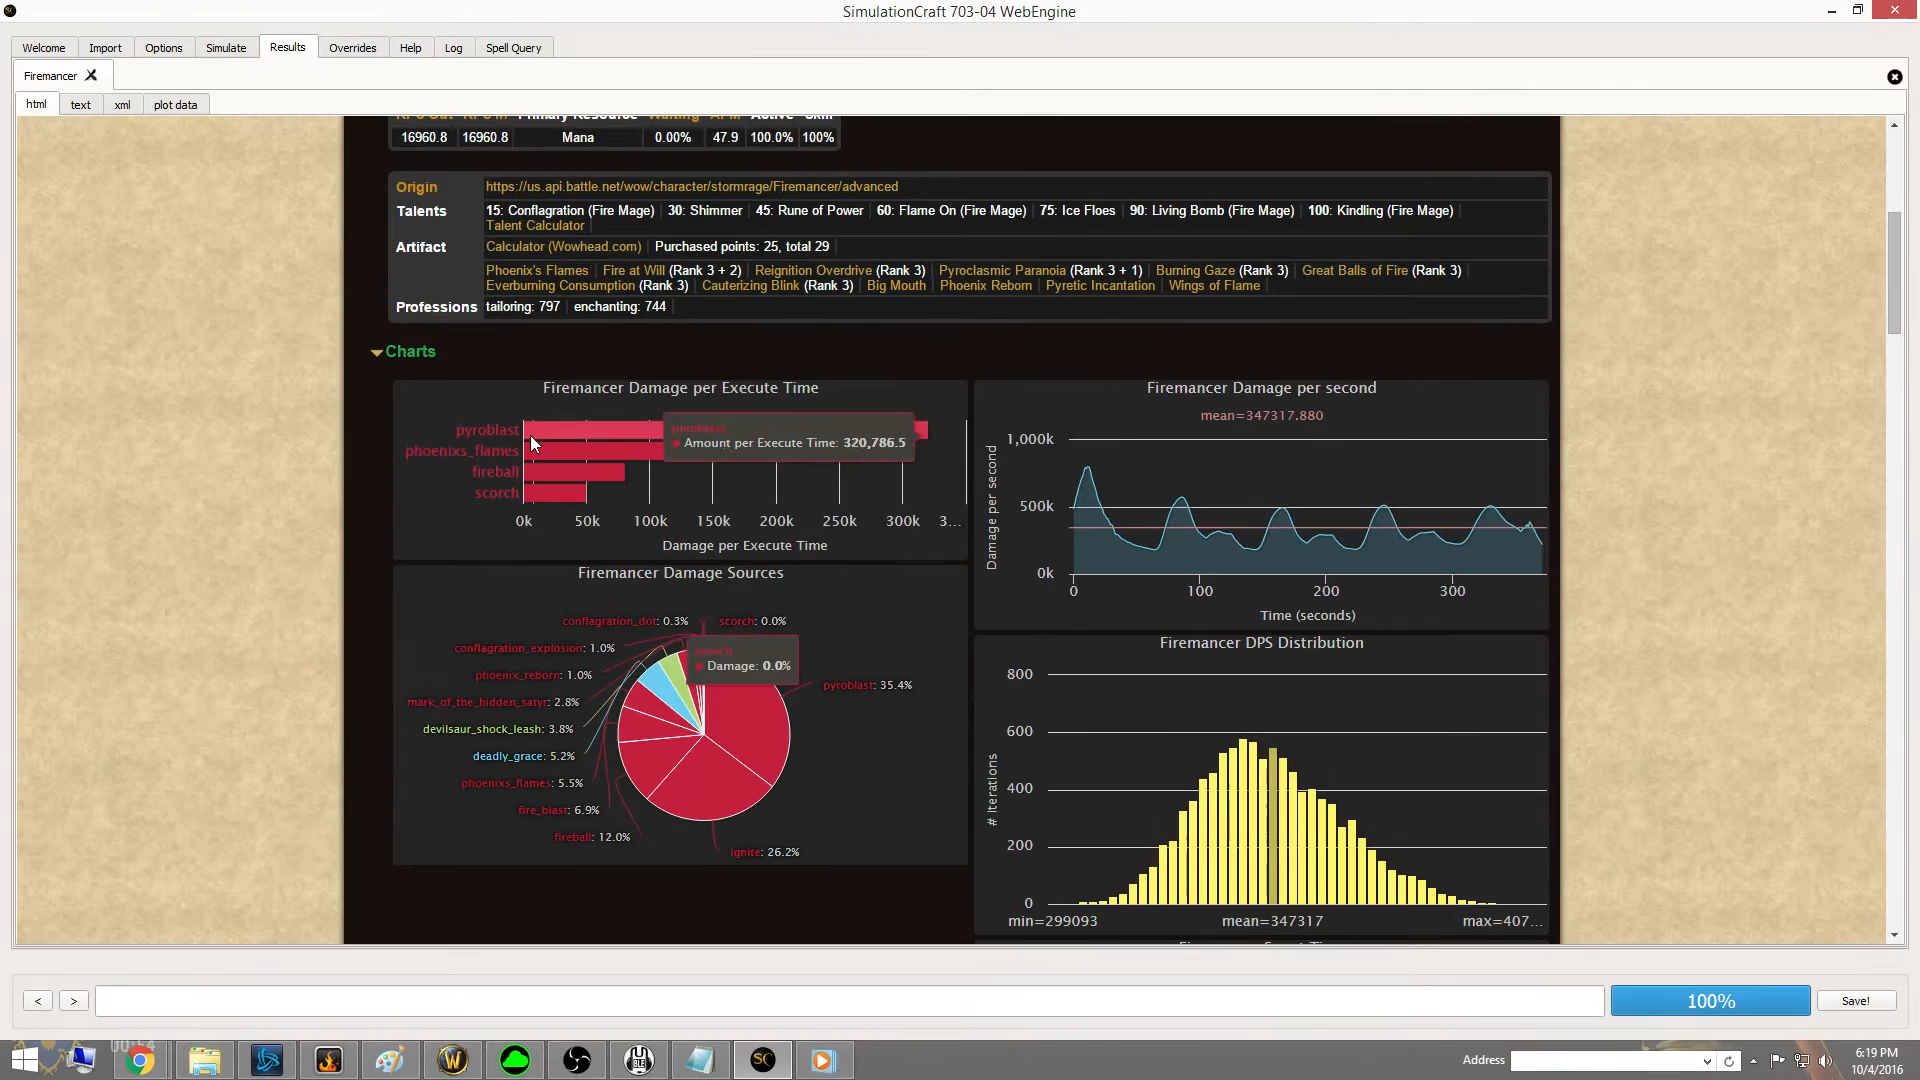 SimulationCraft 703-04 WebEngine
Welcome Import Options Simulate Results Overrides Help Log Spell Query
Firemancer
html text xml plot data
16960.8 16960.8 Mana 0.00% 47.9 100.0% 100%
Origin https://us.api.battle.net/wow/character/stormrage/Firemancer/advanced
Talents 15: Conflagration (Fire Mage) 30: Shimmer 45: Rune of Power 60: Flame On (Fire Mage) 75: Ice Floes 90: Living Bomb (Fire Mage) 100: Kindling (Fire Mage)
Talent Calculator
Artifact Calculator (Wowhead.com) Purchased points: 25, total 29
Phoenix's Flames Fire at Will (Rank 3 + 2) Reignition Overdrive (Rank 3) Pyroclasmic Paranoia (Rank 3 + 1) Burning Gaze (Rank 3) Great Balls of Fire (Rank 3)
Everburning Consumption (Rank 3) Cauterizing Blink (Rank 3) Big Mouth Phoenix Reborn Pyretic Incantation Wings of Flame
Professions tailoring: 797 enchanting: 744
Charts
Firemancer Damage per Execute Time
pyroblast
phoenixs_flames
fireball
scorch
pyroblast
Amount per Execute Time: 320,786.5
0k 50k 100k 150k 200k 250k 300k 3...
Damage per Execute Time
Firemancer Damage per second
mean=347317.880
Damage per second
1,000k
500k
0k
0 100 200 300
Time (seconds)
Firemancer Damage Sources
conflagration_dot: 0.3% scorch: 0.0%
conflagration_explosion: 1.0%
scorch
Damage: 0.0%
phoenix_reborn: 1.0%
pyroblast: 35.4%
mark_of_the_hidden_satyr: 2.8%
devilsaur_shock_leash: 3.8%
deadly_grace: 5.2%
phoenixs_flames: 5.5%
fire_blast: 6.9%
fireball: 12.0%
ignite: 26.2%
Firemancer DPS Distribution
# Iterations
800
600
400
200
0
min=299093 mean=347317 max=407...
< > 100% Save!
Address
6:19 PM
10/4/2016